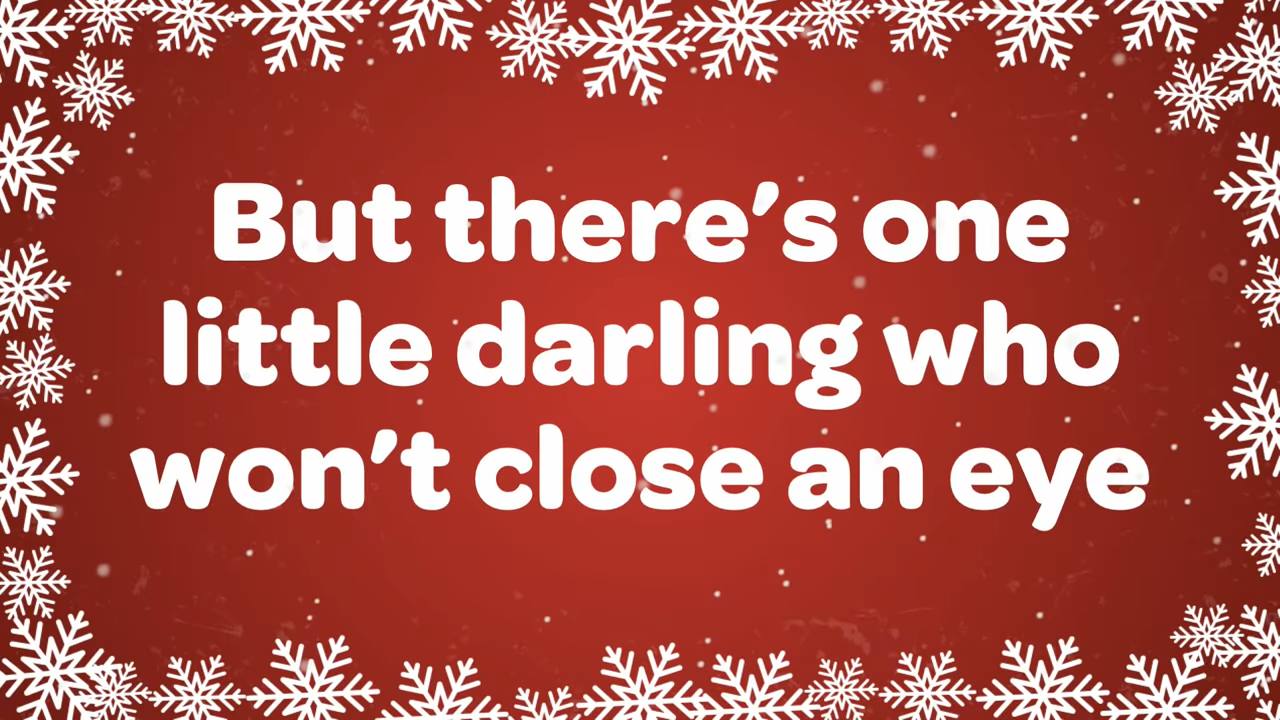 But there’s one
little darling who
won’t close an eye